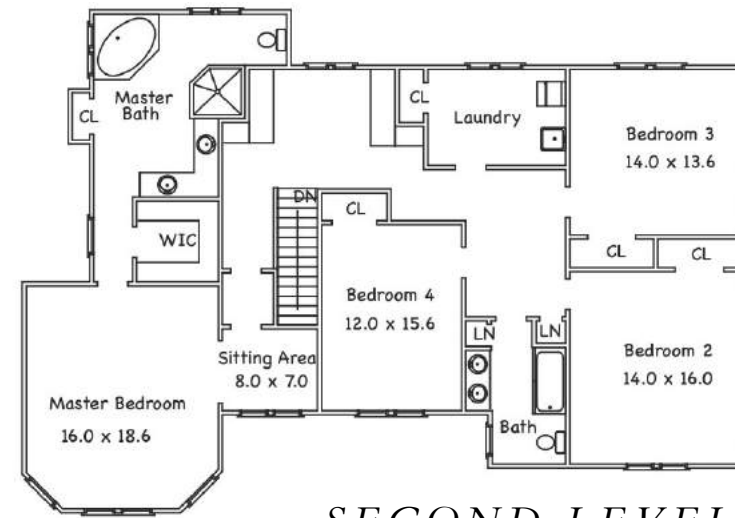 Master
Bath
CL
CL
Laundry
Bedroom 3
14.0 x 13.6
DN
CL
WIC
CL
CL
Bedroom 4
12.0 x 15.6
LN
LN
Sitting Area
8.0 x 7.0
Bedroom 2
14.0 x 16.0
Master Bedroom
16.0 x 18.6
Bath
SECOND LEVEL